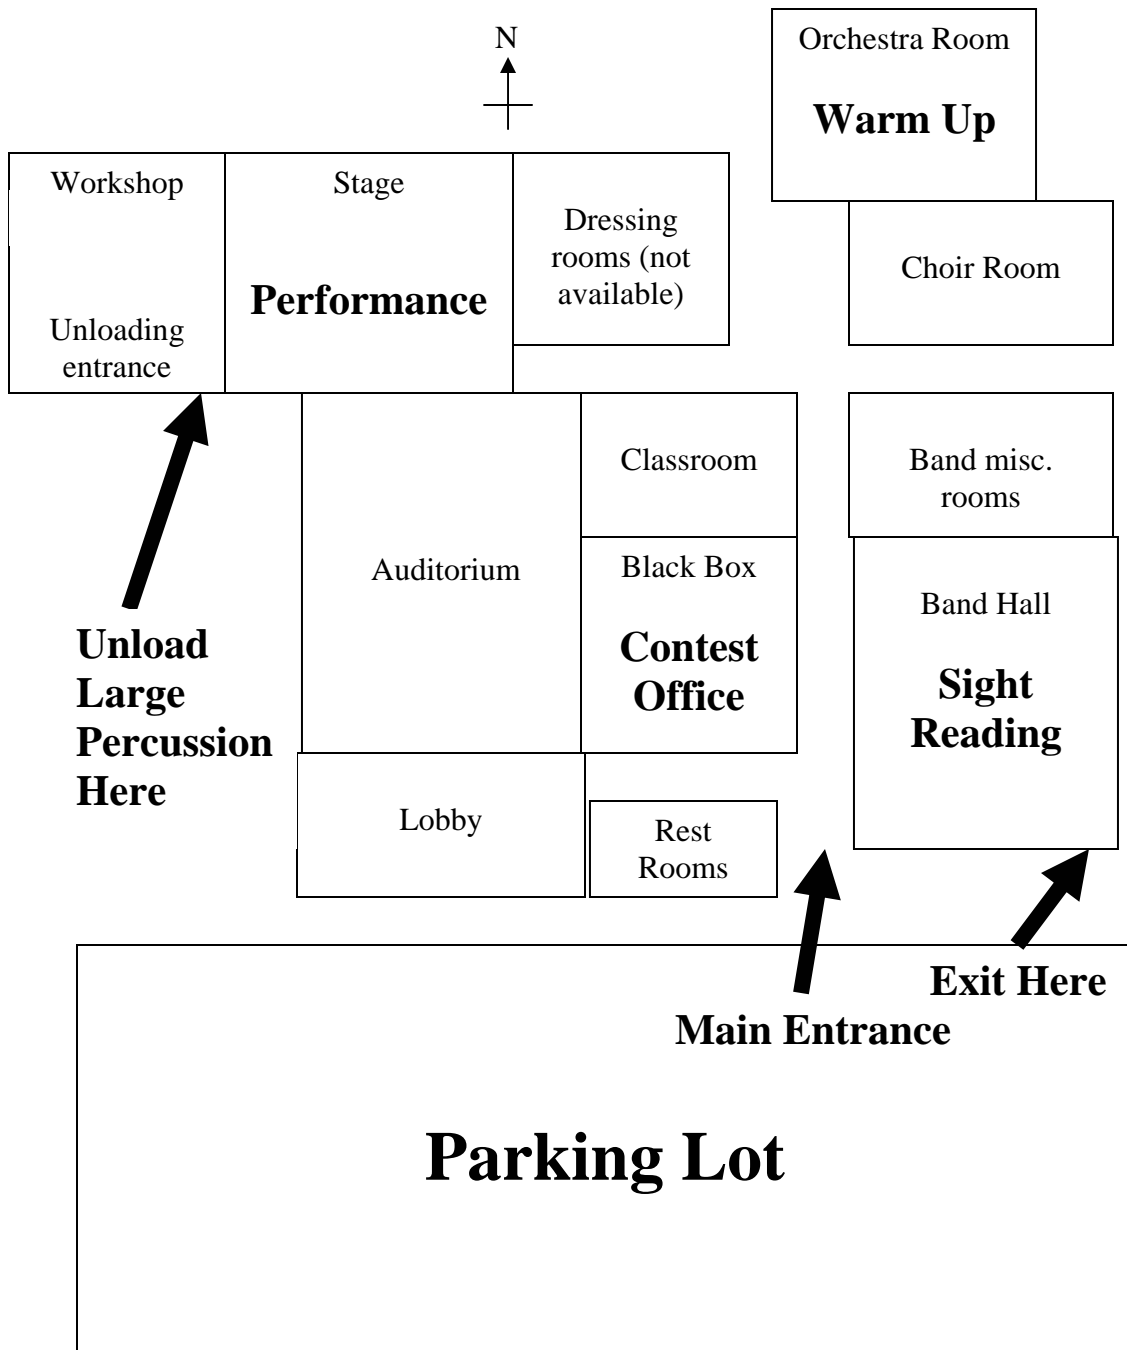 N
Orchestra Room
Warm Up
Workshop
Stage
Dressing
rooms (not
available)
Choir Room
Performance
Unloading
entrance
Classroom
Band misc.
rooms
Auditorium
Black Box
Contest
Office
Band Hall
Sight
Reading
Unload
Large
Percussion
Here
Lobby
Rest
Rooms
Exit Here
Main Entrance
Parking Lot